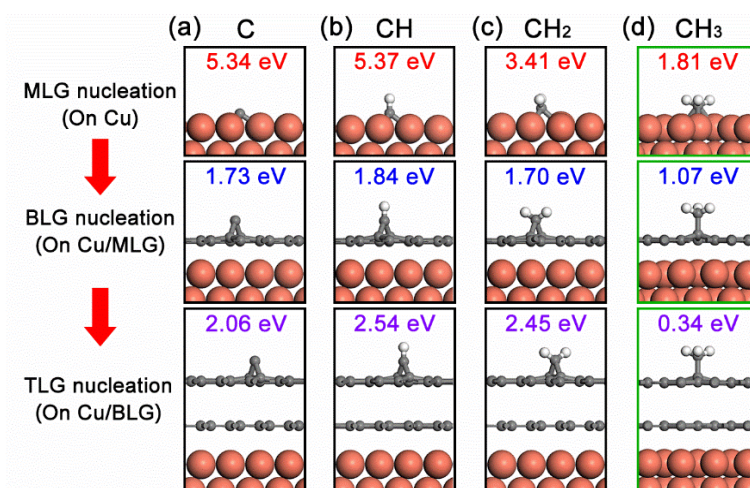 (a) C (b) CH (c) CH₂ (d) CH₃
MLG nucleation
(On Cu)
5.34 eV 5.37 eV 3.41 eV 1.81 eV
BLG nucleation
(On Cu/MLG)
1.73 eV 1.84 eV 1.70 eV 1.07 eV
TLG nucleation
(On Cu/BLG)
2.06 eV 2.54 eV 2.45 eV 0.34 eV